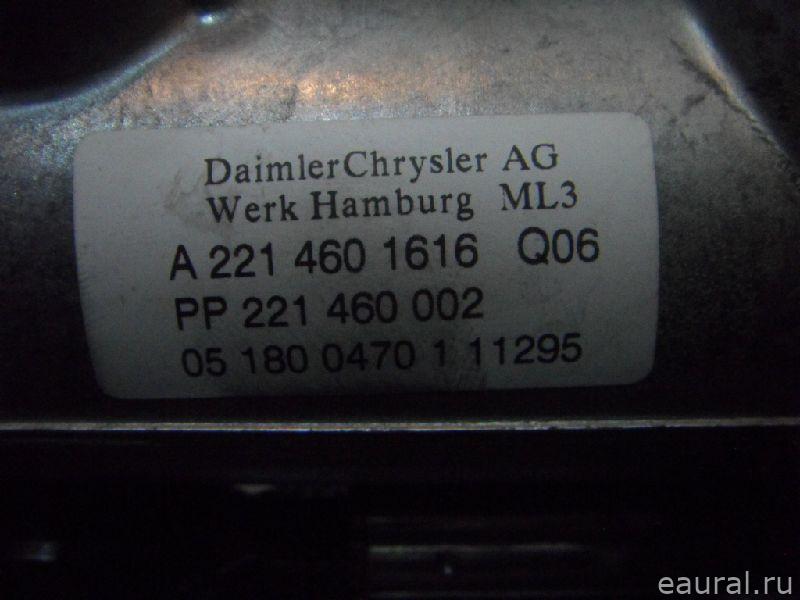 DaimlerChrysler AG
Werk Hamburg ML3
A 221 460 1616 Q06
PP 221 460 002
05 180 0470 1 11295
eaural.ru